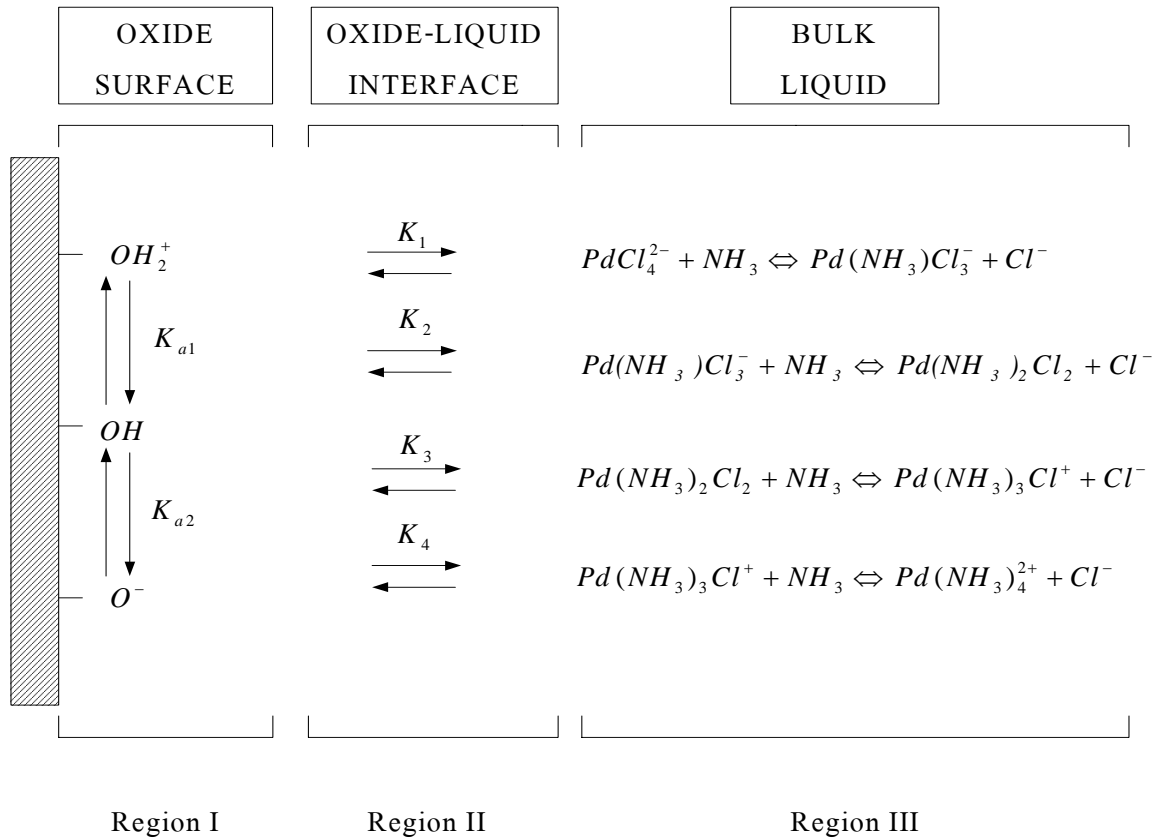 OXIDE SURFACE
OXIDE-LIQUID INTERFACE
BULK LIQUID
OH₂⁺
Kₐ₁
OH
Kₐ₂
O⁻
K₁
PdCl₄²⁻ + NH₃ ⇔ Pd(NH₃)Cl₃⁻ + Cl⁻
K₂
Pd(NH₃)Cl₃⁻ + NH₃ ⇔ Pd(NH₃)₂Cl₂ + Cl⁻
K₃
Pd(NH₃)₂Cl₂ + NH₃ ⇔ Pd(NH₃)₃Cl⁺ + Cl⁻
K₄
Pd(NH₃)₃Cl⁺ + NH₃ ⇔ Pd(NH₃)₄²⁺ + Cl⁻
Region I
Region II
Region III